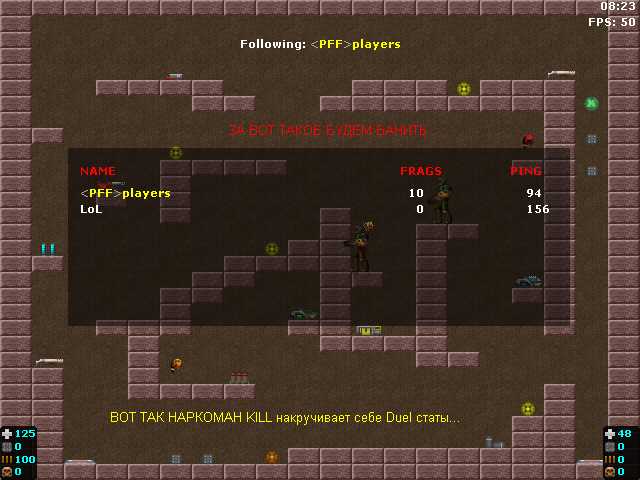 08:23
FPS: 50
Following: <PFF>players
ЗА ВОТ ТАКОЕ БУДЕМ БАНИТЬ...
NAME FRAGS PING
<PFF>players 10 94
LoL 0 156
ВОТ ТАК НАРКОМАН KILL накручивает себе Duel статы...
125 48
0 0
100 0
0 0